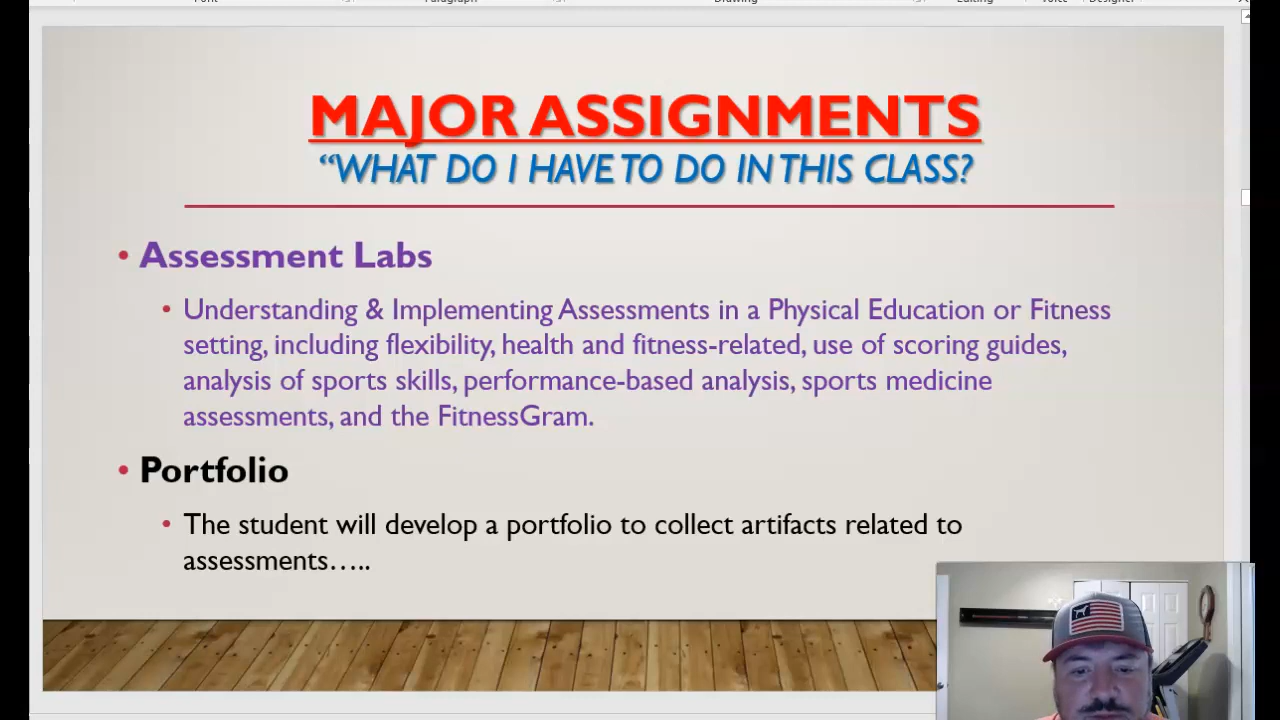 MAJOR ASSIGNMENTS
“WHAT DO I HAVE TO DO IN THIS CLASS?
• Assessment Labs
• Understanding & Implementing Assessments in a Physical Education or Fitness
setting, including flexibility, health and fitness-related, use of scoring guides,
analysis of sports skills, performance-based analysis, sports medicine
assessments, and the FitnessGram.
• Portfolio
• The student will develop a portfolio to collect artifacts related to
assessments…..